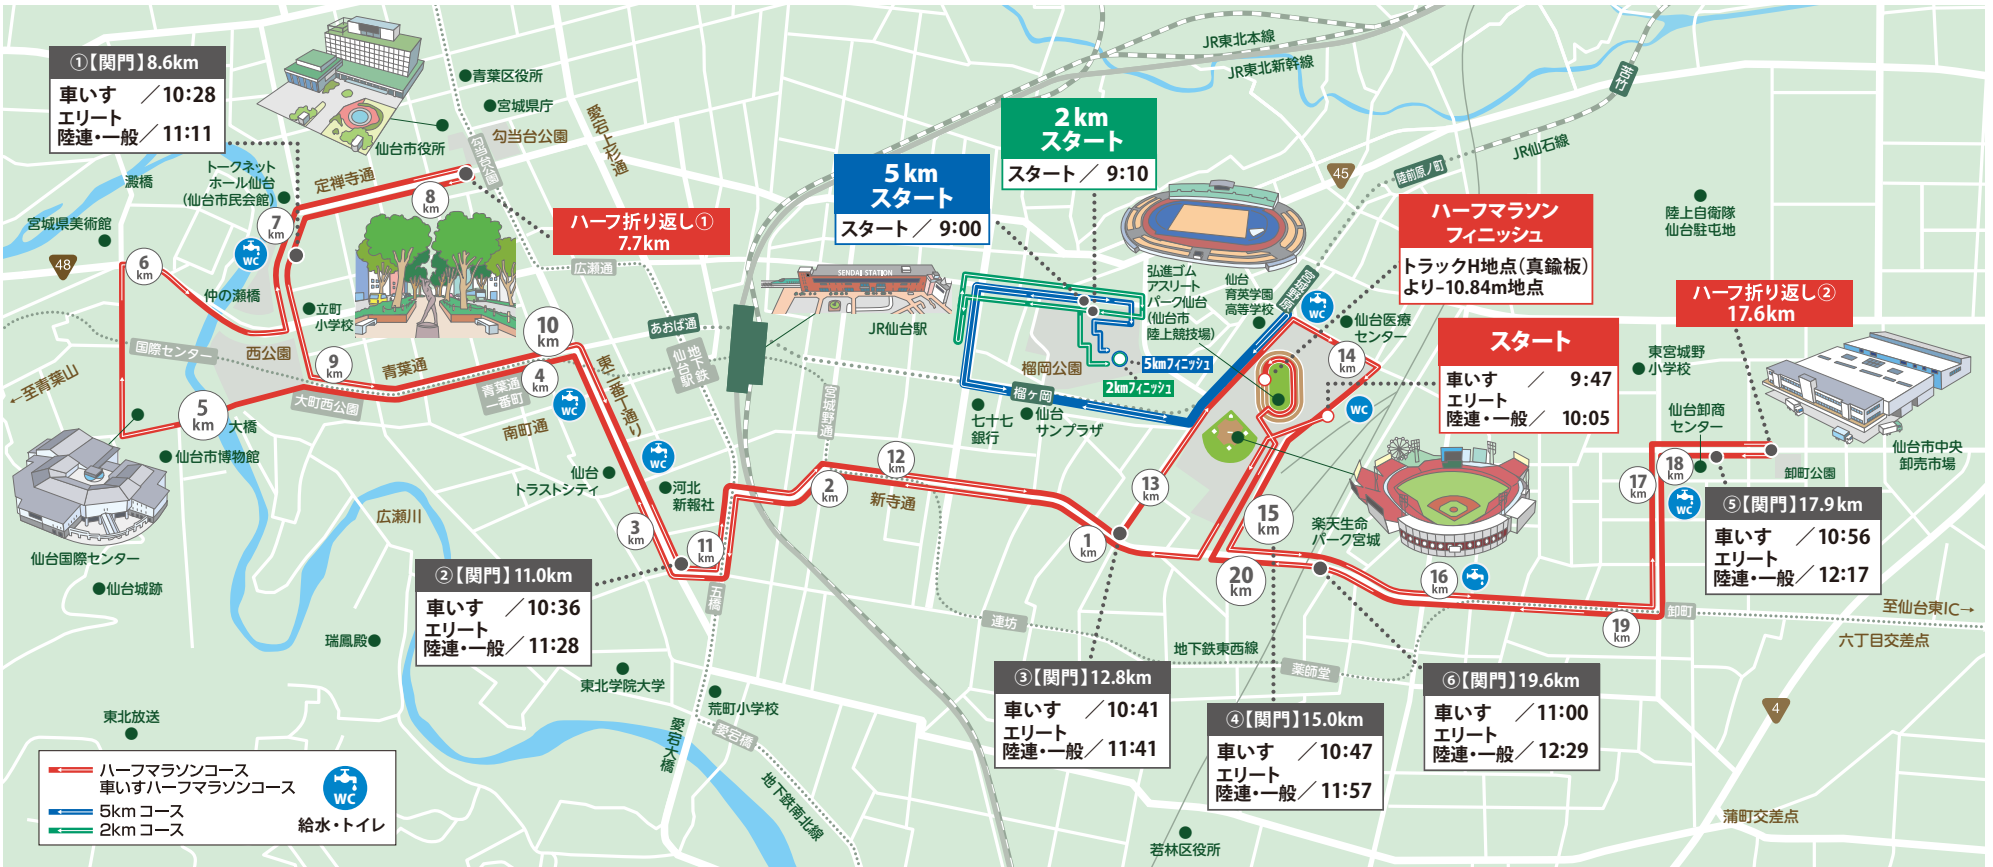 ①【関門】8.6km
車いす ／10:28
エリート
陸連・一般／11:11
青葉区役所
宮城県庁
勾当台公園
勾当台公園
仙台市役所
愛宕上杉通
澱橋
トークネット
ホール仙台
(仙台市民会館)
定禅寺通
宮城県美術館
48
7
km
8
km
6
km
WC
仲の瀬橋
立町
小学校
ハーフ折り返し①
7.7km
広瀬通
国際センター
西公園
←至青葉山
9
km
青葉通
大町西公園
10
km
4
km
青葉通
一番町
WC
南町通
東二番丁通り
5
km
大橋
仙台市博物館
仙台国際センター
仙台城跡
広瀬川
瑞鳳殿
東北放送
仙台
トラストシティ
WC
河北
新報社
3
km
11
km
②【関門】11.0km
車いす ／10:36
エリート
陸連・一般／11:28
五橋
東北学院大学
荒町小学校
愛宕大橋
愛宕橋
地下鉄南北線
SENDAI STATION
JR仙台駅
あおば通
地下鉄
仙台駅
宮城野通
2
km
12
km
新寺通
連坊
5km
スタート
スタート ／ 9:00
2km
スタート
スタート ／ 9:10
JR東北本線
JR東北新幹線
苦竹
JR仙石線
陸前原ノ町
45
弘進ゴム
アスリート
パーク仙台
(仙台市
陸上競技場)
仙台
育英学園
高等学校
宮城野原
WC
仙台医療
センター
榴岡公園
5kmフィニッシュ
2kmフィニッシュ
榴ヶ岡
七十七
銀行
仙台
サンプラザ
ハーフマラソン
フィニッシュ
トラックH地点(真鍮板)
より-10.84m地点
スタート
車いす ／ 9:47
エリート
陸連・一般／ 10:05
14
km
WC
13
km
1
km
15
km
20
km
楽天生命
パーク宮城
16
km
19
km
卸町
至仙台東IC→
六丁目交差点
陸上自衛隊
仙台駐屯地
ハーフ折り返し②
17.6km
東宮城野
小学校
仙台卸商
センター
17
km
18
km
WC
卸町公園
仙台市中央
卸売市場
⑤【関門】17.9km
車いす ／10:56
エリート
陸連・一般／12:17
③【関門】12.8km
車いす ／10:41
エリート
陸連・一般／11:41
地下鉄東西線
薬師堂
④【関門】15.0km
車いす ／10:47
エリート
陸連・一般／11:57
⑥【関門】19.6km
車いす ／11:00
エリート
陸連・一般／12:29
4
蒲町交差点
若林区役所
ハーフマラソンコース
車いすハーフマラソンコース
5kmコース
2kmコース
WC
給水・トイレ